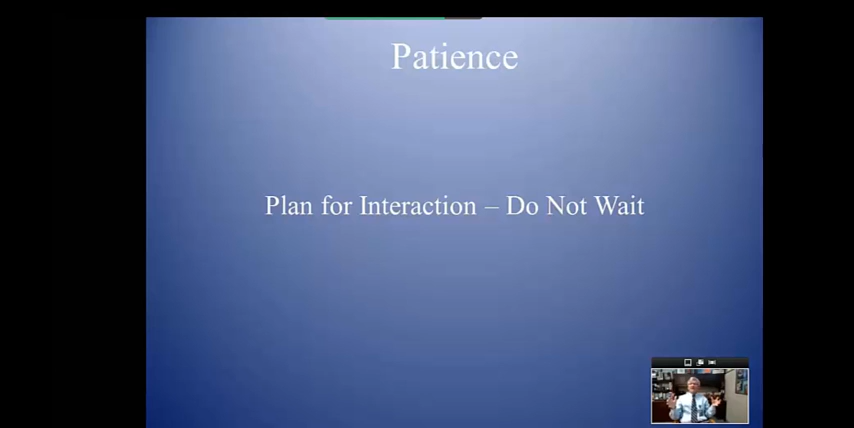 Patience
Plan for Interaction – Do Not Wait